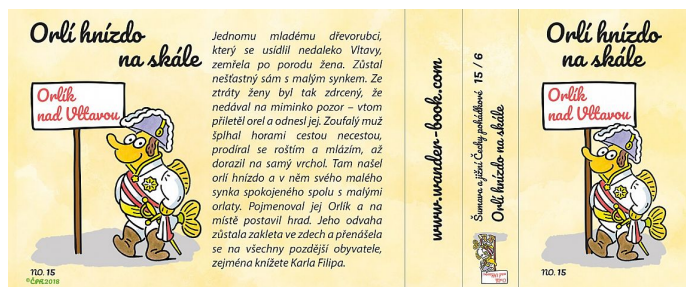 Orlí hnízdo
na skále
Orlík
nad Vltavou
NO. 15
©ČIPA 2018
Jednomu mladému dřevorubci,
který se usídlil nedaleko Vltavy,
zemřela po porodu žena. Zůstal
nešťastný sám s malým synkem. Ze
ztráty ženy byl tak zdrcený, že
nedával na miminko pozor – vtom
přiletěl orel a odnesl jej. Zoufalý muž
šplhal horami cestou necestou,
prodíral se roštím a mlázím, až
dorazil na samý vrchol. Tam našel
orlí hnízdo a v něm svého malého
synka spokojeného spolu s malými
orlaty. Pojmenoval jej Orlík a na
místě postavil hrad. Jeho odvaha
zůstala zakleta ve zdech a přenášela
se na všechny pozdější obyvatele,
zejména knížete Karla Filipa.
www.wander-book.com
Šumava a jižní Čechy pohádkové 15 / 6
Orlí hnízdo na skále
Orlí hnízdo
na skále
Orlík
nad Vltavou
NO. 15